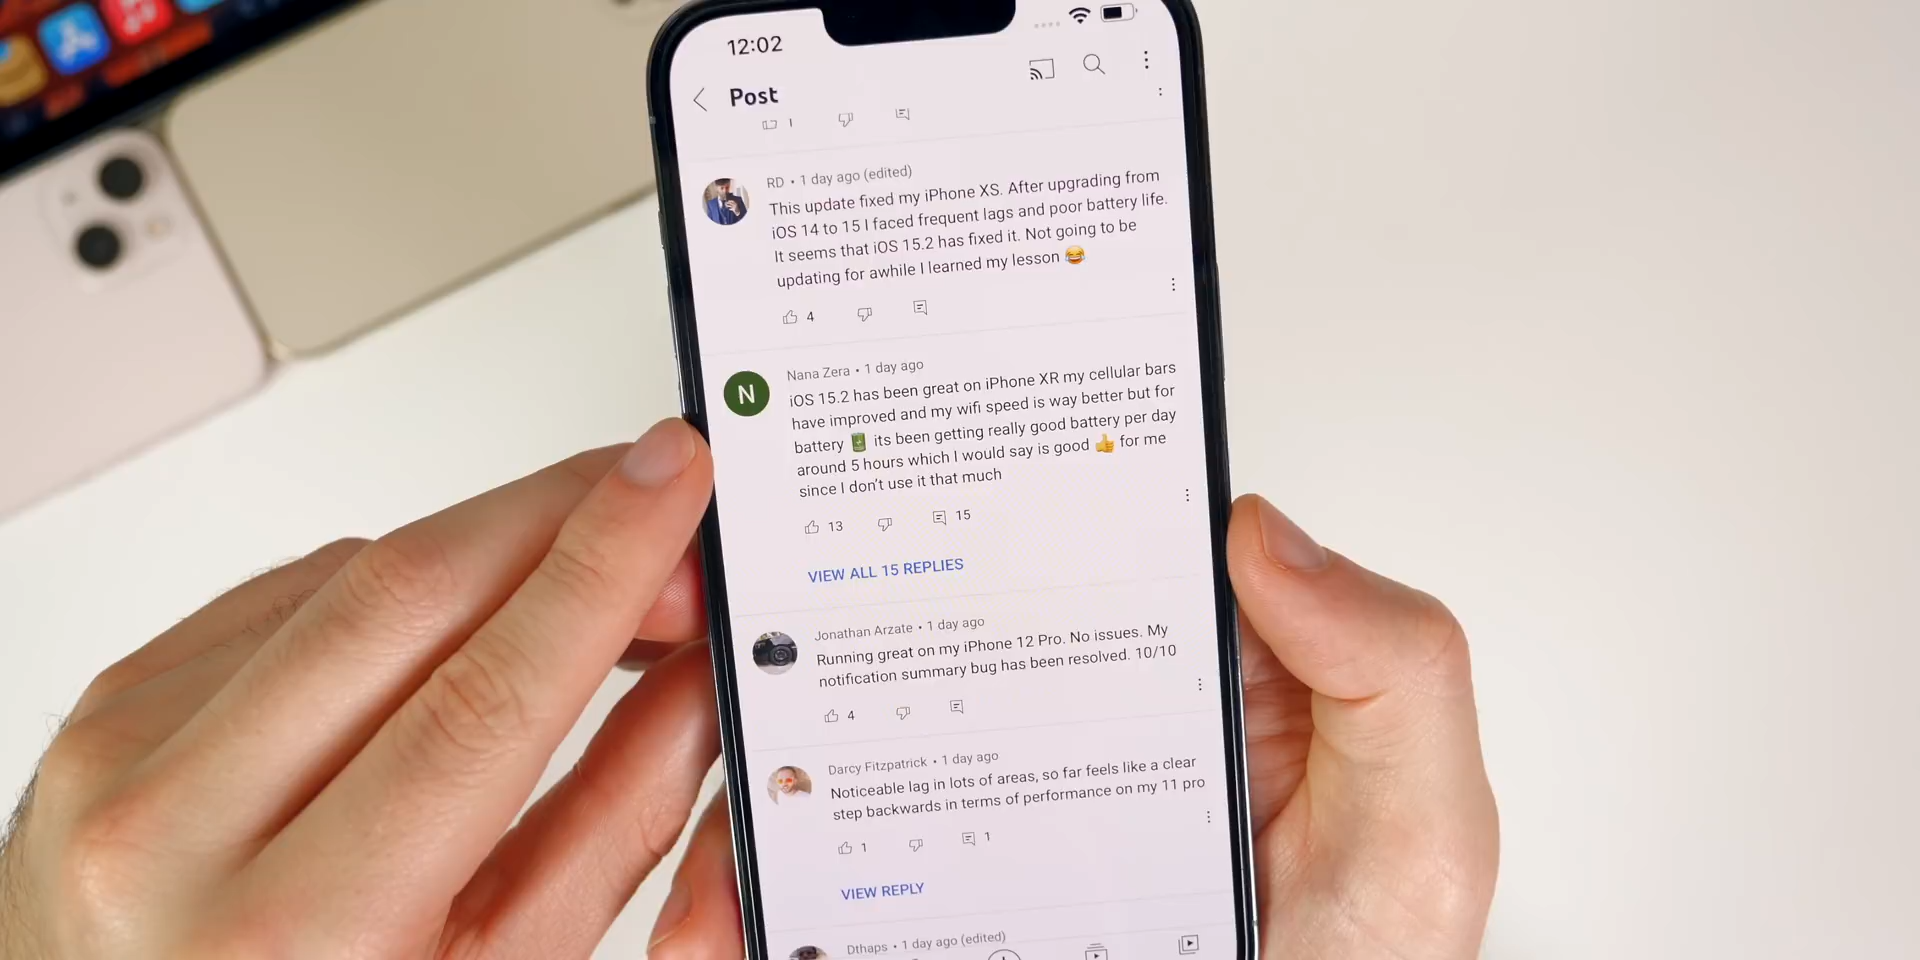 12:02
Post
1
RD • 1 day ago (edited)
This update fixed my iPhone XS. After upgrading from
iOS 14 to 15 I faced frequent lags and poor battery life.
It seems that iOS 15.2 has fixed it. Not going to be
updating for awhile I learned my lesson 😂
4
N
Nana Zera • 1 day ago
iOS 15.2 has been great on iPhone XR my cellular bars
have improved and my wifi speed is way better but for
battery 🔋 its been getting really good battery per day
around 5 hours which I would say is good 👍 for me
since I don't use it that much
13 15
VIEW ALL 15 REPLIES
Jonathan Arzate • 1 day ago
Running great on my iPhone 12 Pro. No issues. My
notification summary bug has been resolved. 10/10
4
Darcy Fitzpatrick • 1 day ago
Noticeable lag in lots of areas, so far feels like a clear
step backwards in terms of performance on my 11 pro
1 1
VIEW REPLY
Dthaps • 1 day ago (edited)